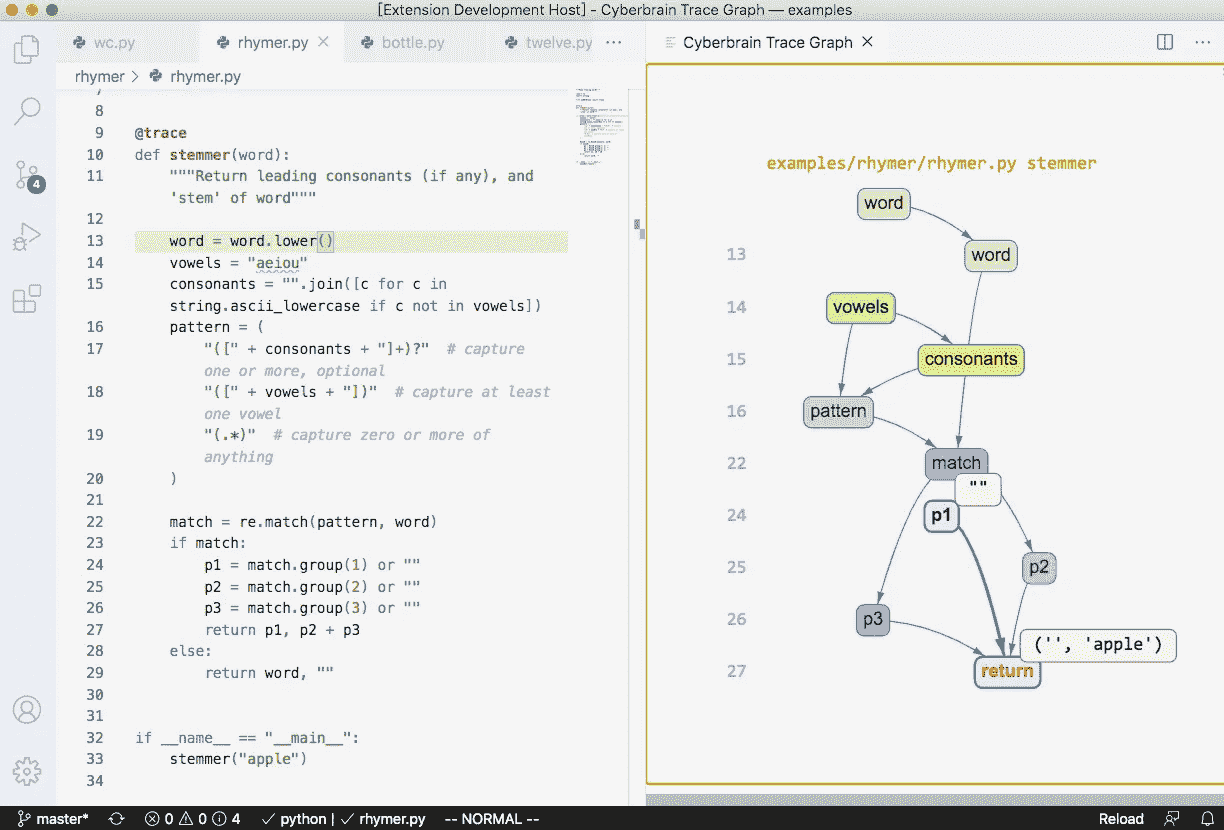 [Extension Development Host] - Cyberbrain Trace Graph — examples
wc.py
rhymer.py
bottle.py
twelve.py
Cyberbrain Trace Graph
rhymer > rhymer.py
7
8
9 @trace
10 def stemmer(word):
11 """Return leading consonants (if any), and
'stem' of word"""
12
13 word = word.lower()
14 vowels = "aeiou"
15 consonants = "".join([c for c in
string.ascii_lowercase if c not in vowels])
16 pattern = (
17 "([" + consonants + "]+)?" # capture
one or more, optional
18 "([" + vowels + "])" # capture at least
one vowel
19 "(.*)" # capture zero or more of
anything
20 )
21
22 match = re.match(pattern, word)
23 if match:
24 p1 = match.group(1) or ""
25 p2 = match.group(2) or ""
26 p3 = match.group(3) or ""
27 return p1, p2 + p3
28 else:
29 return word, ""
30
31
32 if __name__ == "__main__":
33 stemmer("apple")
34
4
examples/rhymer/rhymer.py stemmer
word
13 word
14 vowels
15 consonants
16 pattern
22 match
""
24 p1
25 p2
26 p3
('', 'apple')
27 return
master* 0 0 4 python | rhymer.py -- NORMAL -- Reload